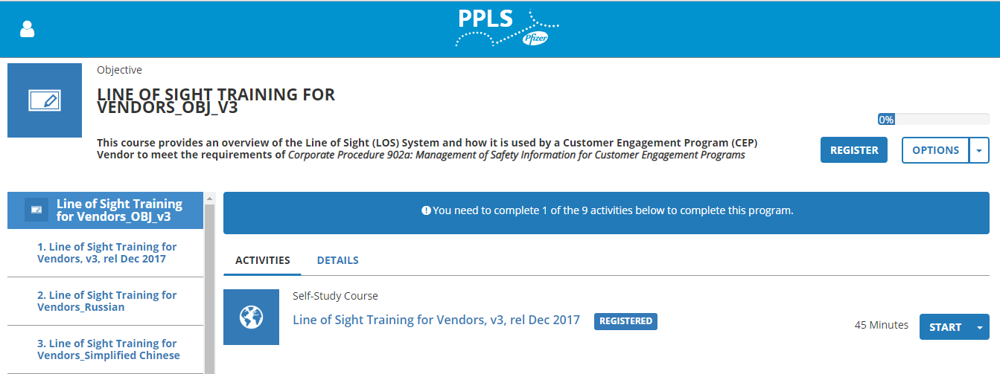 PPLS
Pfizer
Objective
LINE OF SIGHT TRAINING FOR
VENDORS_OBJ_V3
0%
This course provides an overview of the Line of Sight (LOS) System and how it is used by a Customer Engagement Program (CEP)
Vendor to meet the requirements of Corporate Procedure 902a: Management of Safety Information for Customer Engagement Programs
REGISTER
OPTIONS
Line of Sight Training
for Vendors_OBJ_v3
1. Line of Sight Training for
Vendors, v3, rel Dec 2017
2. Line of Sight Training for
Vendors_Russian
3. Line of Sight Training for
Vendors_Simplified Chinese
You need to complete 1 of the 9 activities below to complete this program.
ACTIVITIES
DETAILS
Self-Study Course
Line of Sight Training for Vendors, v3, rel Dec 2017
REGISTERED
45 Minutes
START